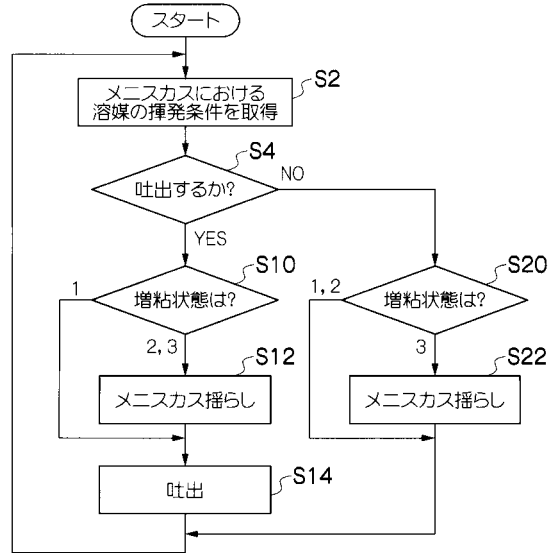 スタート
メニスカスにおける
溶媒の揮発条件を取得
S2
S4
吐出するか?
NO
YES
S10
増粘状態は?
1
2,3
S20
増粘状態は?
1,2
3
S12
メニスカス揺らし
S22
メニスカス揺らし
吐出
S14